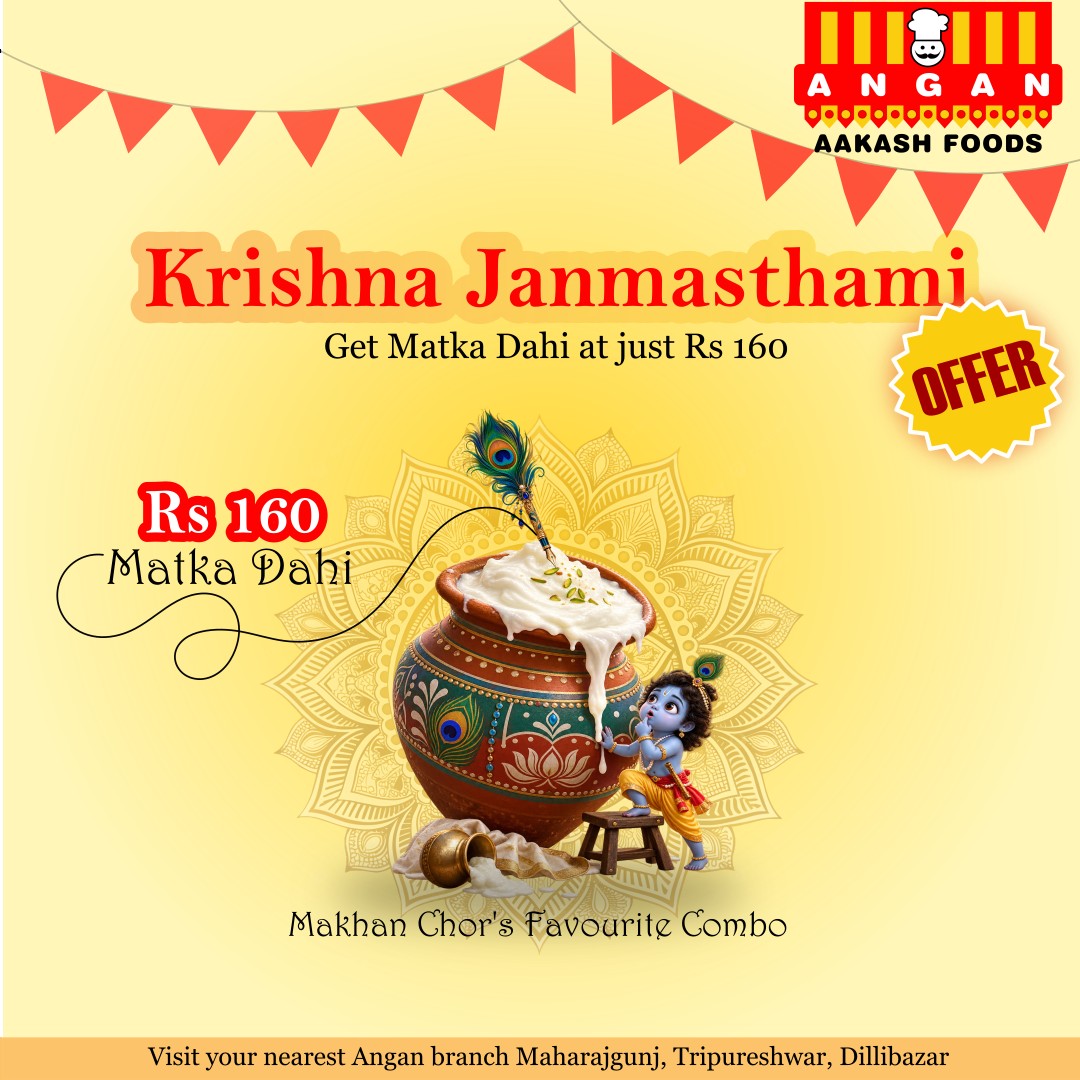 ANGAN
AAKASH FOODS
Krishna Janmasthami
Get Matka Dahi at just Rs 160
OFFER
Rs 160
Matka Dahi
Makhan Chor's Favourite Combo
Visit your nearest Angan branch Maharajgunj, Tripureshwar, Dillibazar